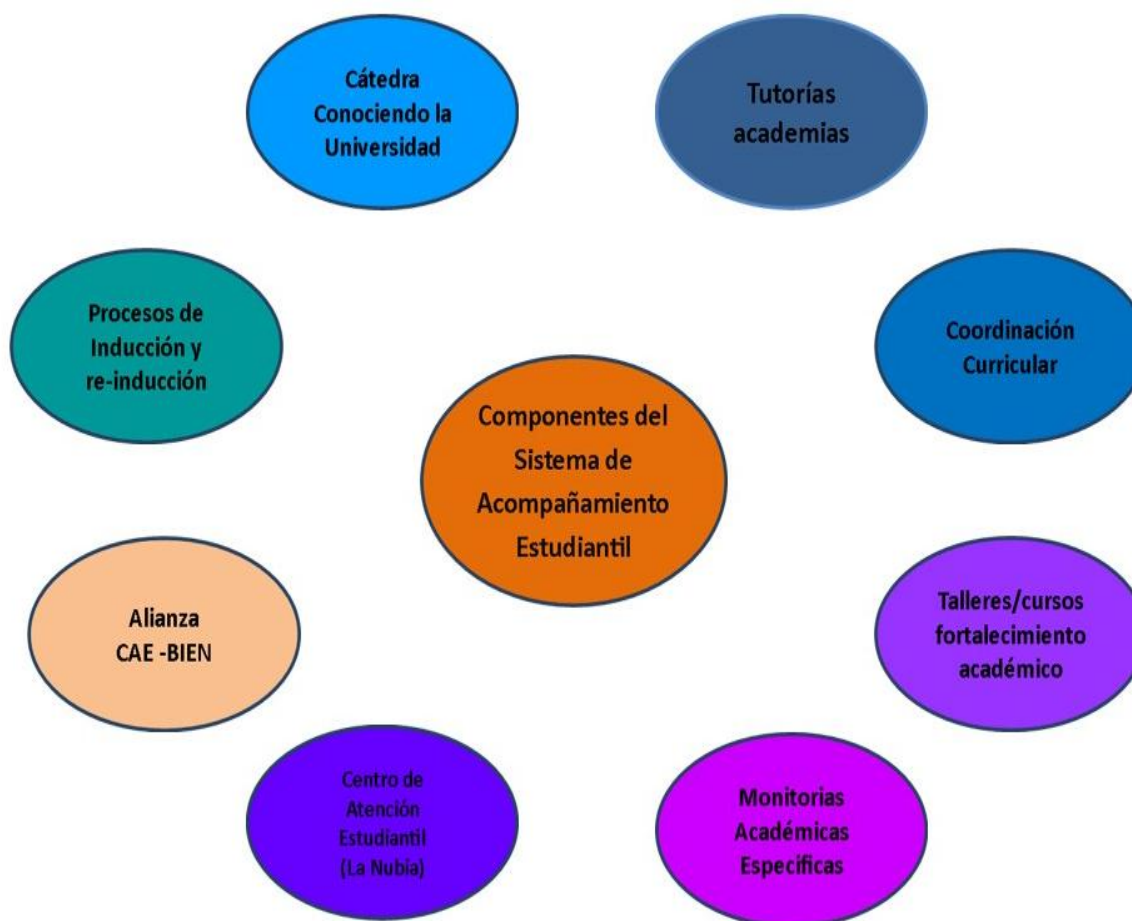 Cátedra
Conociendo la
Universidad
Tutorías
academias
Procesos de
Inducción y
re-inducción
Coordinación
Curricular
Componentes del
Sistema de
Acompañamiento
Estudiantil
Alianza
CAE -BIEN
Talleres/cursos
fortalecimiento
académico
Centro de
Atención
Estudiantil
(La Nubia)
Monitorias
Académicas
Especificas